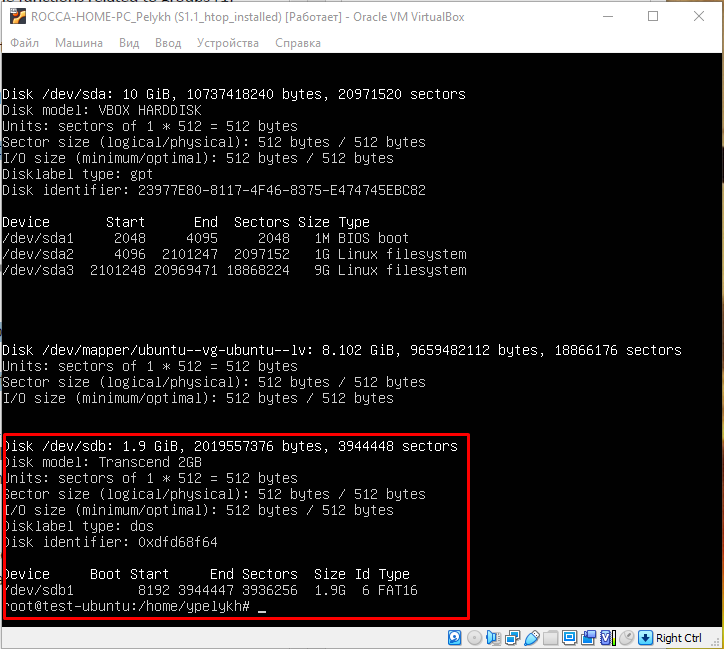 ROCCA-HOME-PC_Pelykh (S1.1_htop_installed) [Работает] - Oracle VM VirtualBox
Файл Машина Вид Ввод Устройства Справка
Disk /dev/sda: 10 GiB, 10737418240 bytes, 20971520 sectors
Disk model: VBOX HARDDISK
Units: sectors of 1 * 512 = 512 bytes
Sector size (logical/physical): 512 bytes / 512 bytes
I/O size (minimum/optimal): 512 bytes / 512 bytes
Disklabel type: gpt
Disk identifier: 23977E80-8117-4F46-8375-E474745EBC82
Device Start End Sectors Size Type
/dev/sda1 2048 4095 2048 1M BIOS boot
/dev/sda2 4096 2101247 2097152 1G Linux filesystem
/dev/sda3 2101248 20969471 18868224 9G Linux filesystem
Disk /dev/mapper/ubuntu--vg-ubuntu--lv: 8.102 GiB, 9659482112 bytes, 18866176 sectors
Units: sectors of 1 * 512 = 512 bytes
Sector size (logical/physical): 512 bytes / 512 bytes
I/O size (minimum/optimal): 512 bytes / 512 bytes
Disk /dev/sdb: 1.9 GiB, 2019557376 bytes, 3944448 sectors
Disk model: Transcend 2GB
Units: sectors of 1 * 512 = 512 bytes
Sector size (logical/physical): 512 bytes / 512 bytes
I/O size (minimum/optimal): 512 bytes / 512 bytes
Disklabel type: dos
Disk identifier: 0xdfd68f64
Device Boot Start End Sectors Size Id Type
/dev/sdb1 8192 3944447 3936256 1.9G 6 FAT16
root@test-ubuntu:/home/ypelykh# _
Right Ctrl